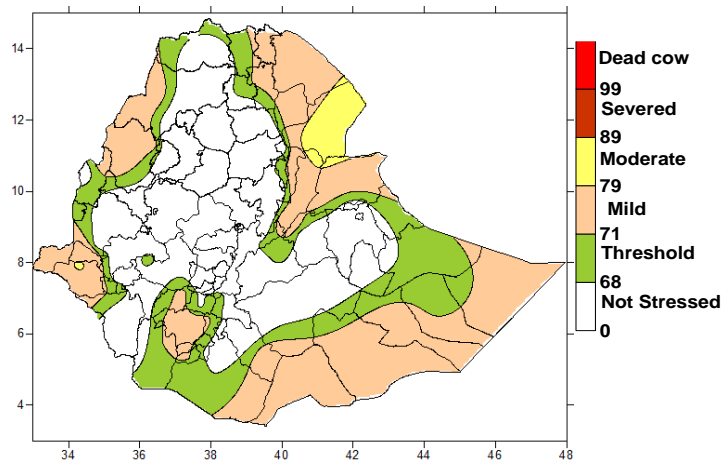 14
12
10
8
6
4
34 36 38 40 42 44 46 48
Dead cow
99
Severed
89
Moderate
79
Mild
71
Threshold
68
Not Stressed
0